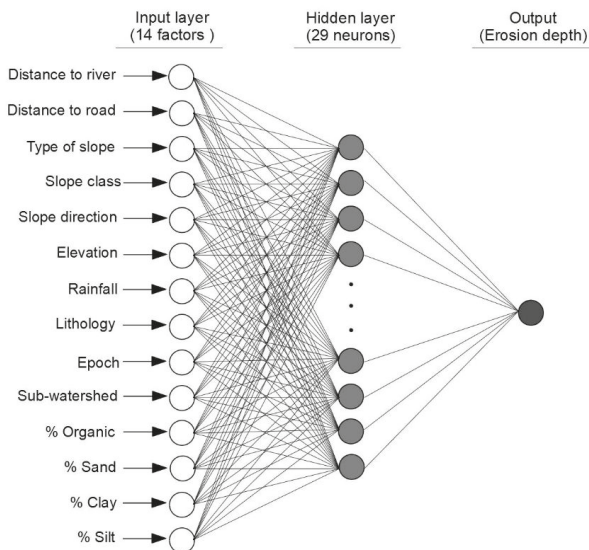 Input layer
(14 factors )
Hidden layer
(29 neurons)
Output
(Erosion depth)
Distance to river
Distance to road
Type of slope
Slope class
Slope direction
Elevation
Rainfall
Lithology
Epoch
Sub-watershed
% Organic
% Sand
% Clay
% Silt